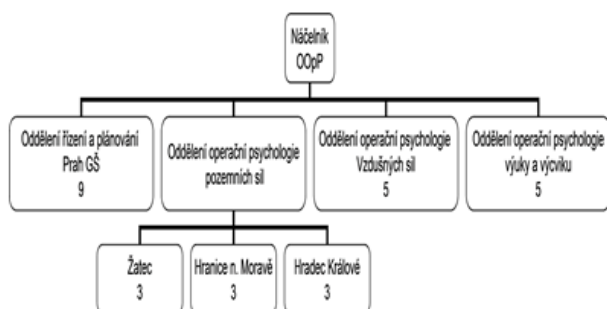 Náčelník
OOpP
Oddělení řízení a plánování
Prah GŠ
9
Oddělení operační psychologie
pozemních sil
Oddělení operační psychologie
Vzdušných sil
5
Oddělení operační psychologie
výuky a výcviku
5
Žatec
3
Hranice n. Moravě
3
Hradec Králové
3